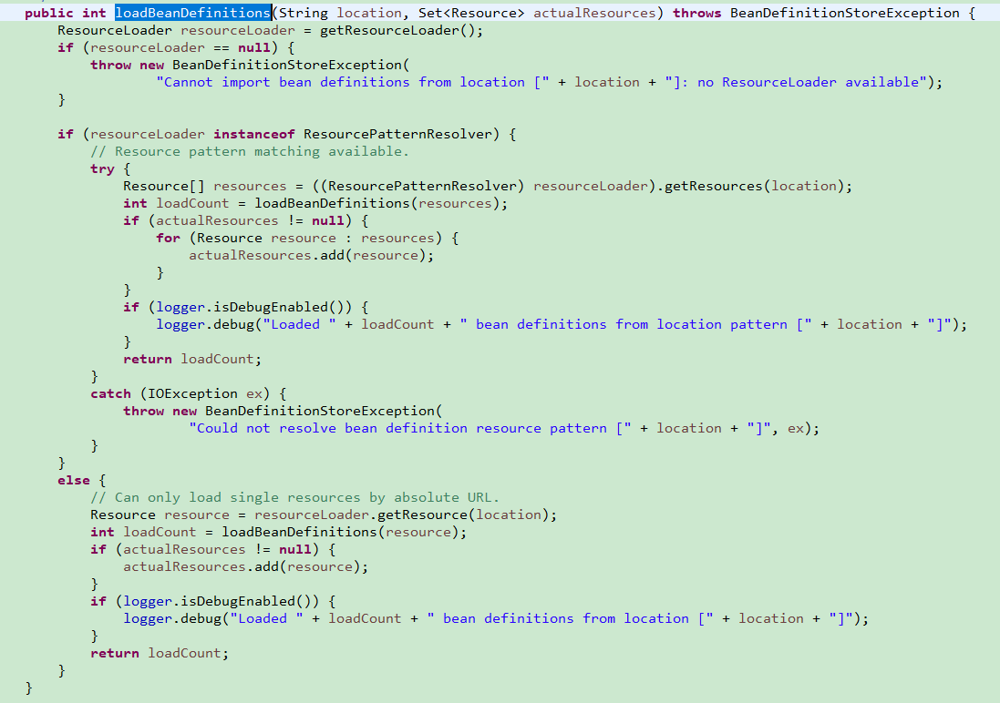 public int loadBeanDefinitions(String location, Set<Resource> actualResources) throws BeanDefinitionStoreException {
    ResourceLoader resourceLoader = getResourceLoader();
    if (resourceLoader == null) {
        throw new BeanDefinitionStoreException(
                "Cannot import bean definitions from location [" + location + "]: no ResourceLoader available");
    }

    if (resourceLoader instanceof ResourcePatternResolver) {
        // Resource pattern matching available.
        try {
            Resource[] resources = ((ResourcePatternResolver) resourceLoader).getResources(location);
            int loadCount = loadBeanDefinitions(resources);
            if (actualResources != null) {
                for (Resource resource : resources) {
                    actualResources.add(resource);
                }
            }
            if (logger.isDebugEnabled()) {
                logger.debug("Loaded " + loadCount + " bean definitions from location pattern [" + location + "]");
            }
            return loadCount;
        }
        catch (IOException ex) {
            throw new BeanDefinitionStoreException(
                    "Could not resolve bean definition resource pattern [" + location + "]", ex);
        }
    }
    else {
        // Can only load single resources by absolute URL.
        Resource resource = resourceLoader.getResource(location);
        int loadCount = loadBeanDefinitions(resource);
        if (actualResources != null) {
            actualResources.add(resource);
        }
        if (logger.isDebugEnabled()) {
            logger.debug("Loaded " + loadCount + " bean definitions from location [" + location + "]");
        }
        return loadCount;
    }
}